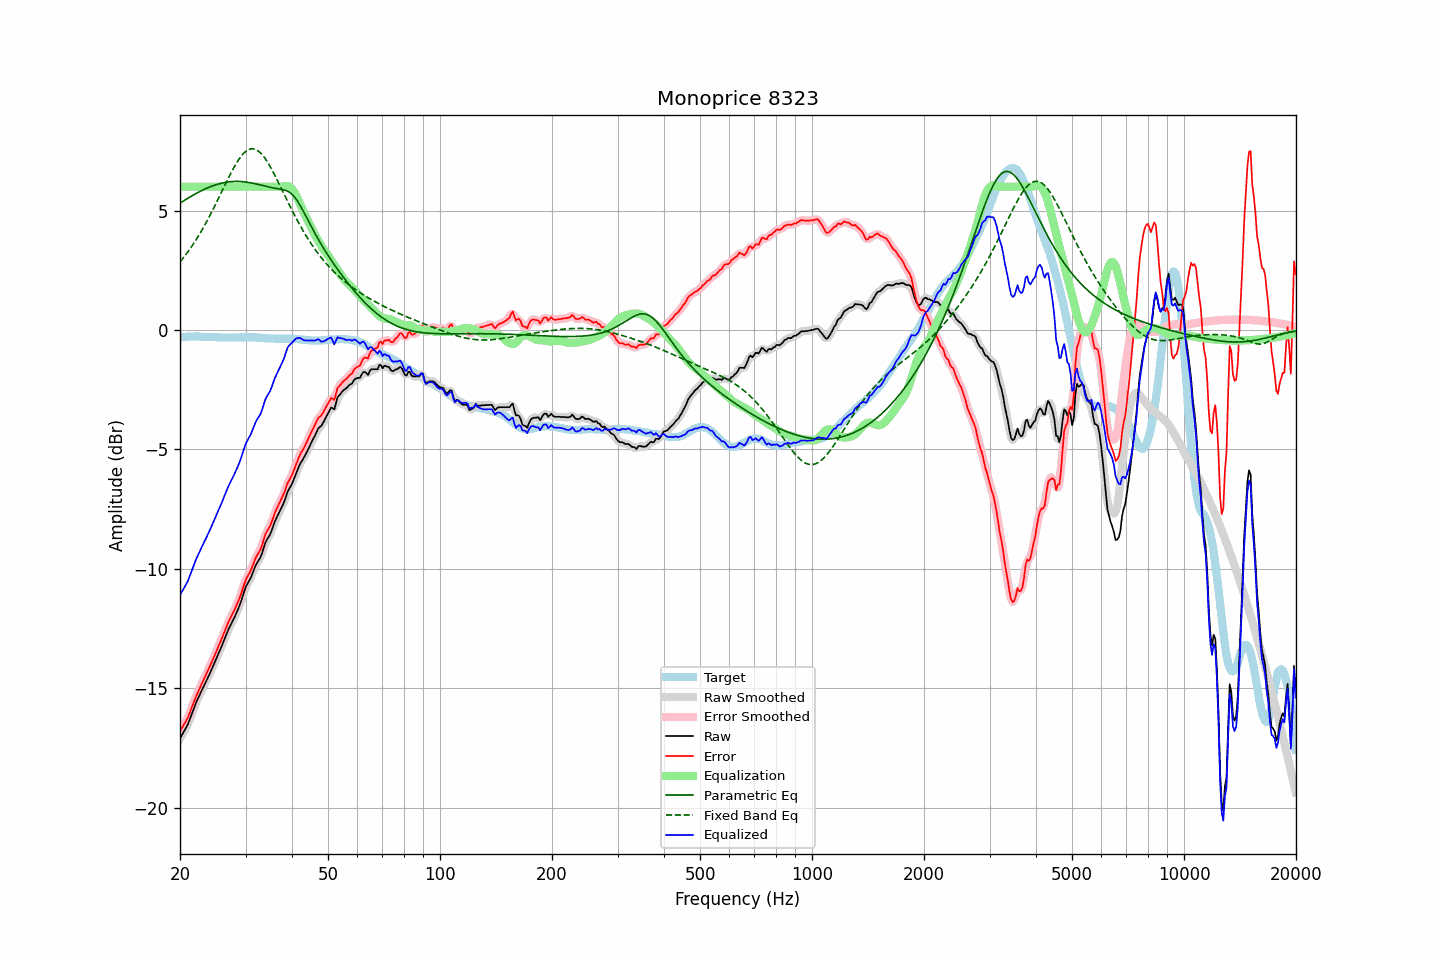 Monoprice 8323
Amplitude (dBr)
5
0
−5
−10
−15
−20
Target
Raw Smoothed
Error Smoothed
Raw
Error
Equalization
Parametric Eq
Fixed Band Eq
Equalized
20 50 100 200 500 1000 2000 5000 10000 20000
Frequency (Hz)